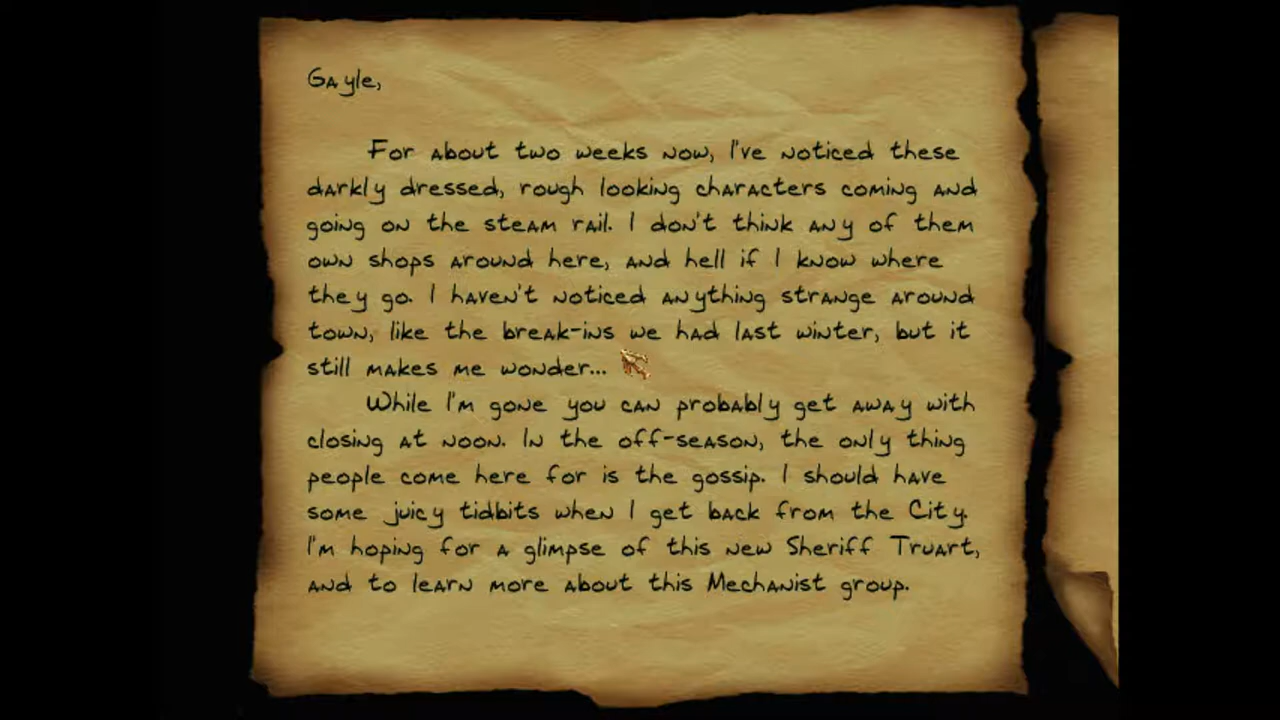 Gayle,
For about two weeks now, I've noticed these
darkly dressed, rough looking characters coming and
going on the steam rail. I don't think any of them
own shops around here, and hell if I know where
they go. I haven't noticed anything strange around
town, like the break-ins we had last winter, but it
still makes me wonder...
While I'm gone you can probably get away with
closing at noon. In the off-season, the only thing
people come here for is the gossip. I should have
some juicy tidbits when I get back from the City.
I'm hoping for a glimpse of this new Sheriff Truart,
and to learn more about this Mechanist group.